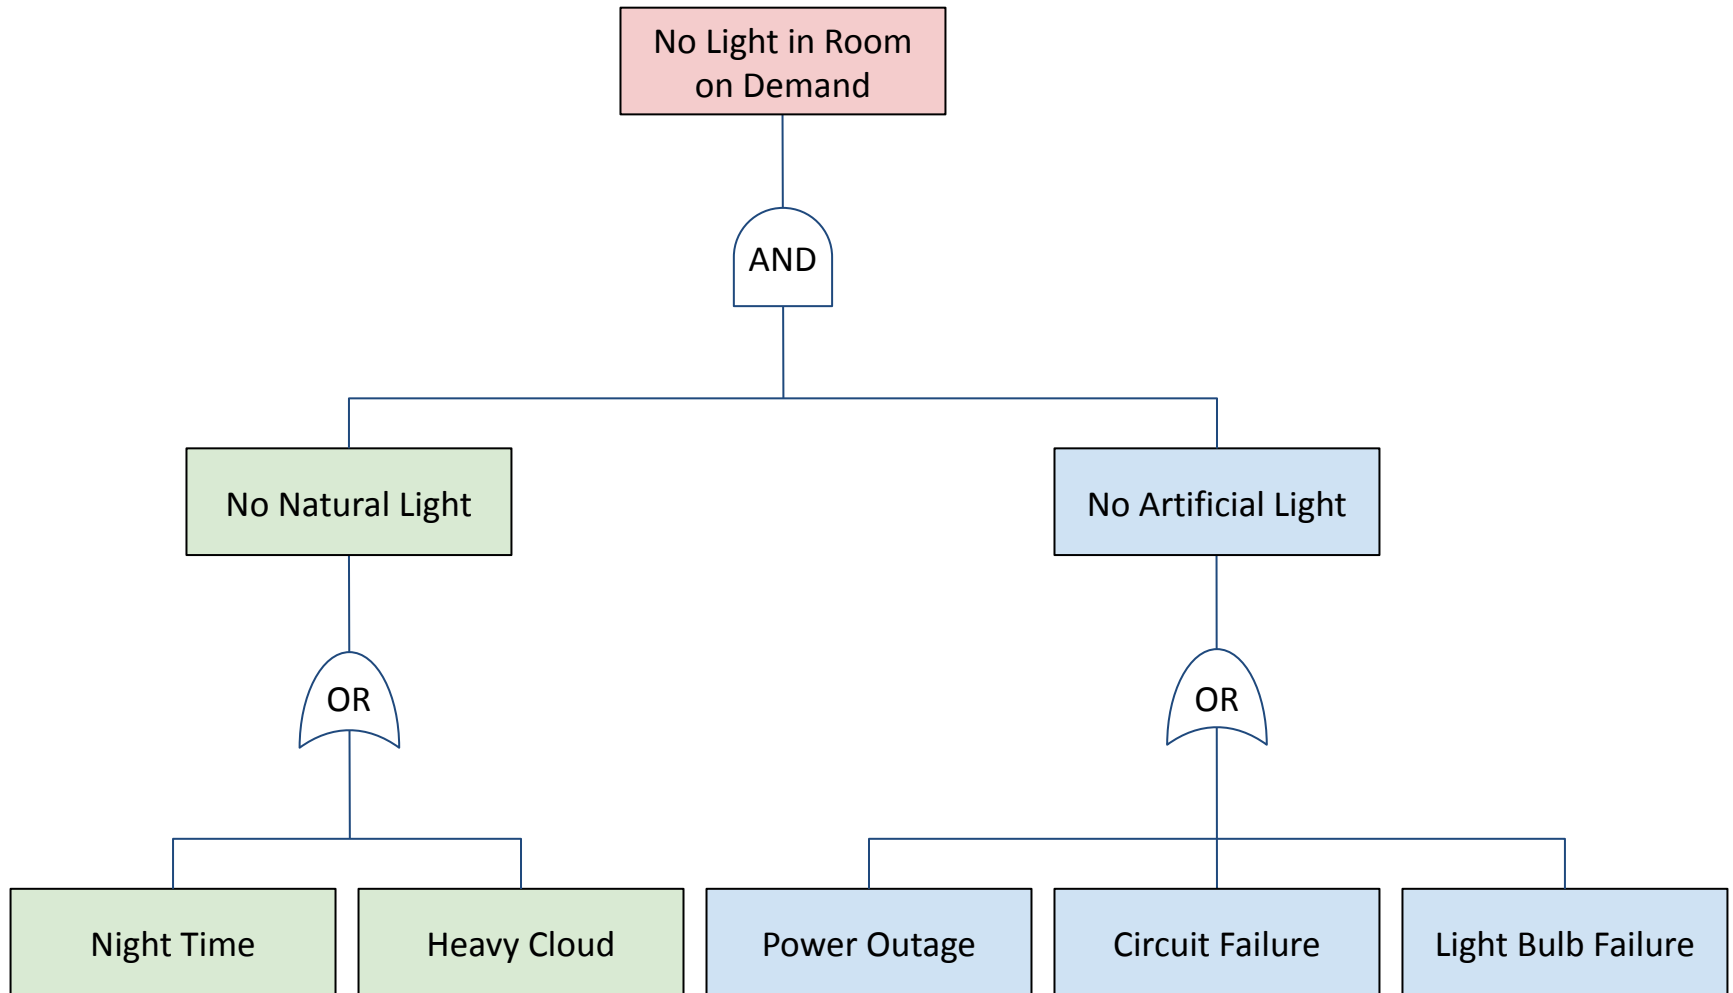 No Light in Room
on Demand
AND
No Natural Light
No Artificial Light
OR
OR
Night Time
Heavy Cloud
Power Outage
Circuit Failure
Light Bulb Failure